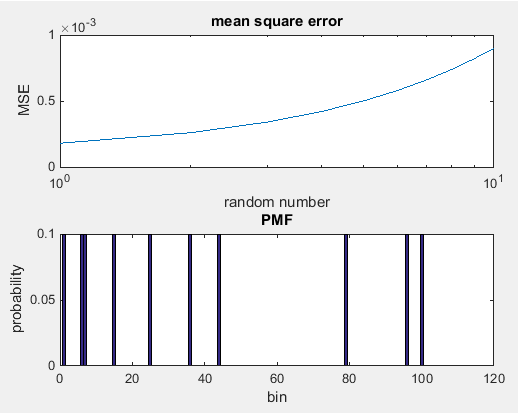 mean square error
×10-3
1
0.5
0
MSE
100 101
random number
PMF
0.1
0.05
0
probability
0 20 40 60 80 100 120
bin